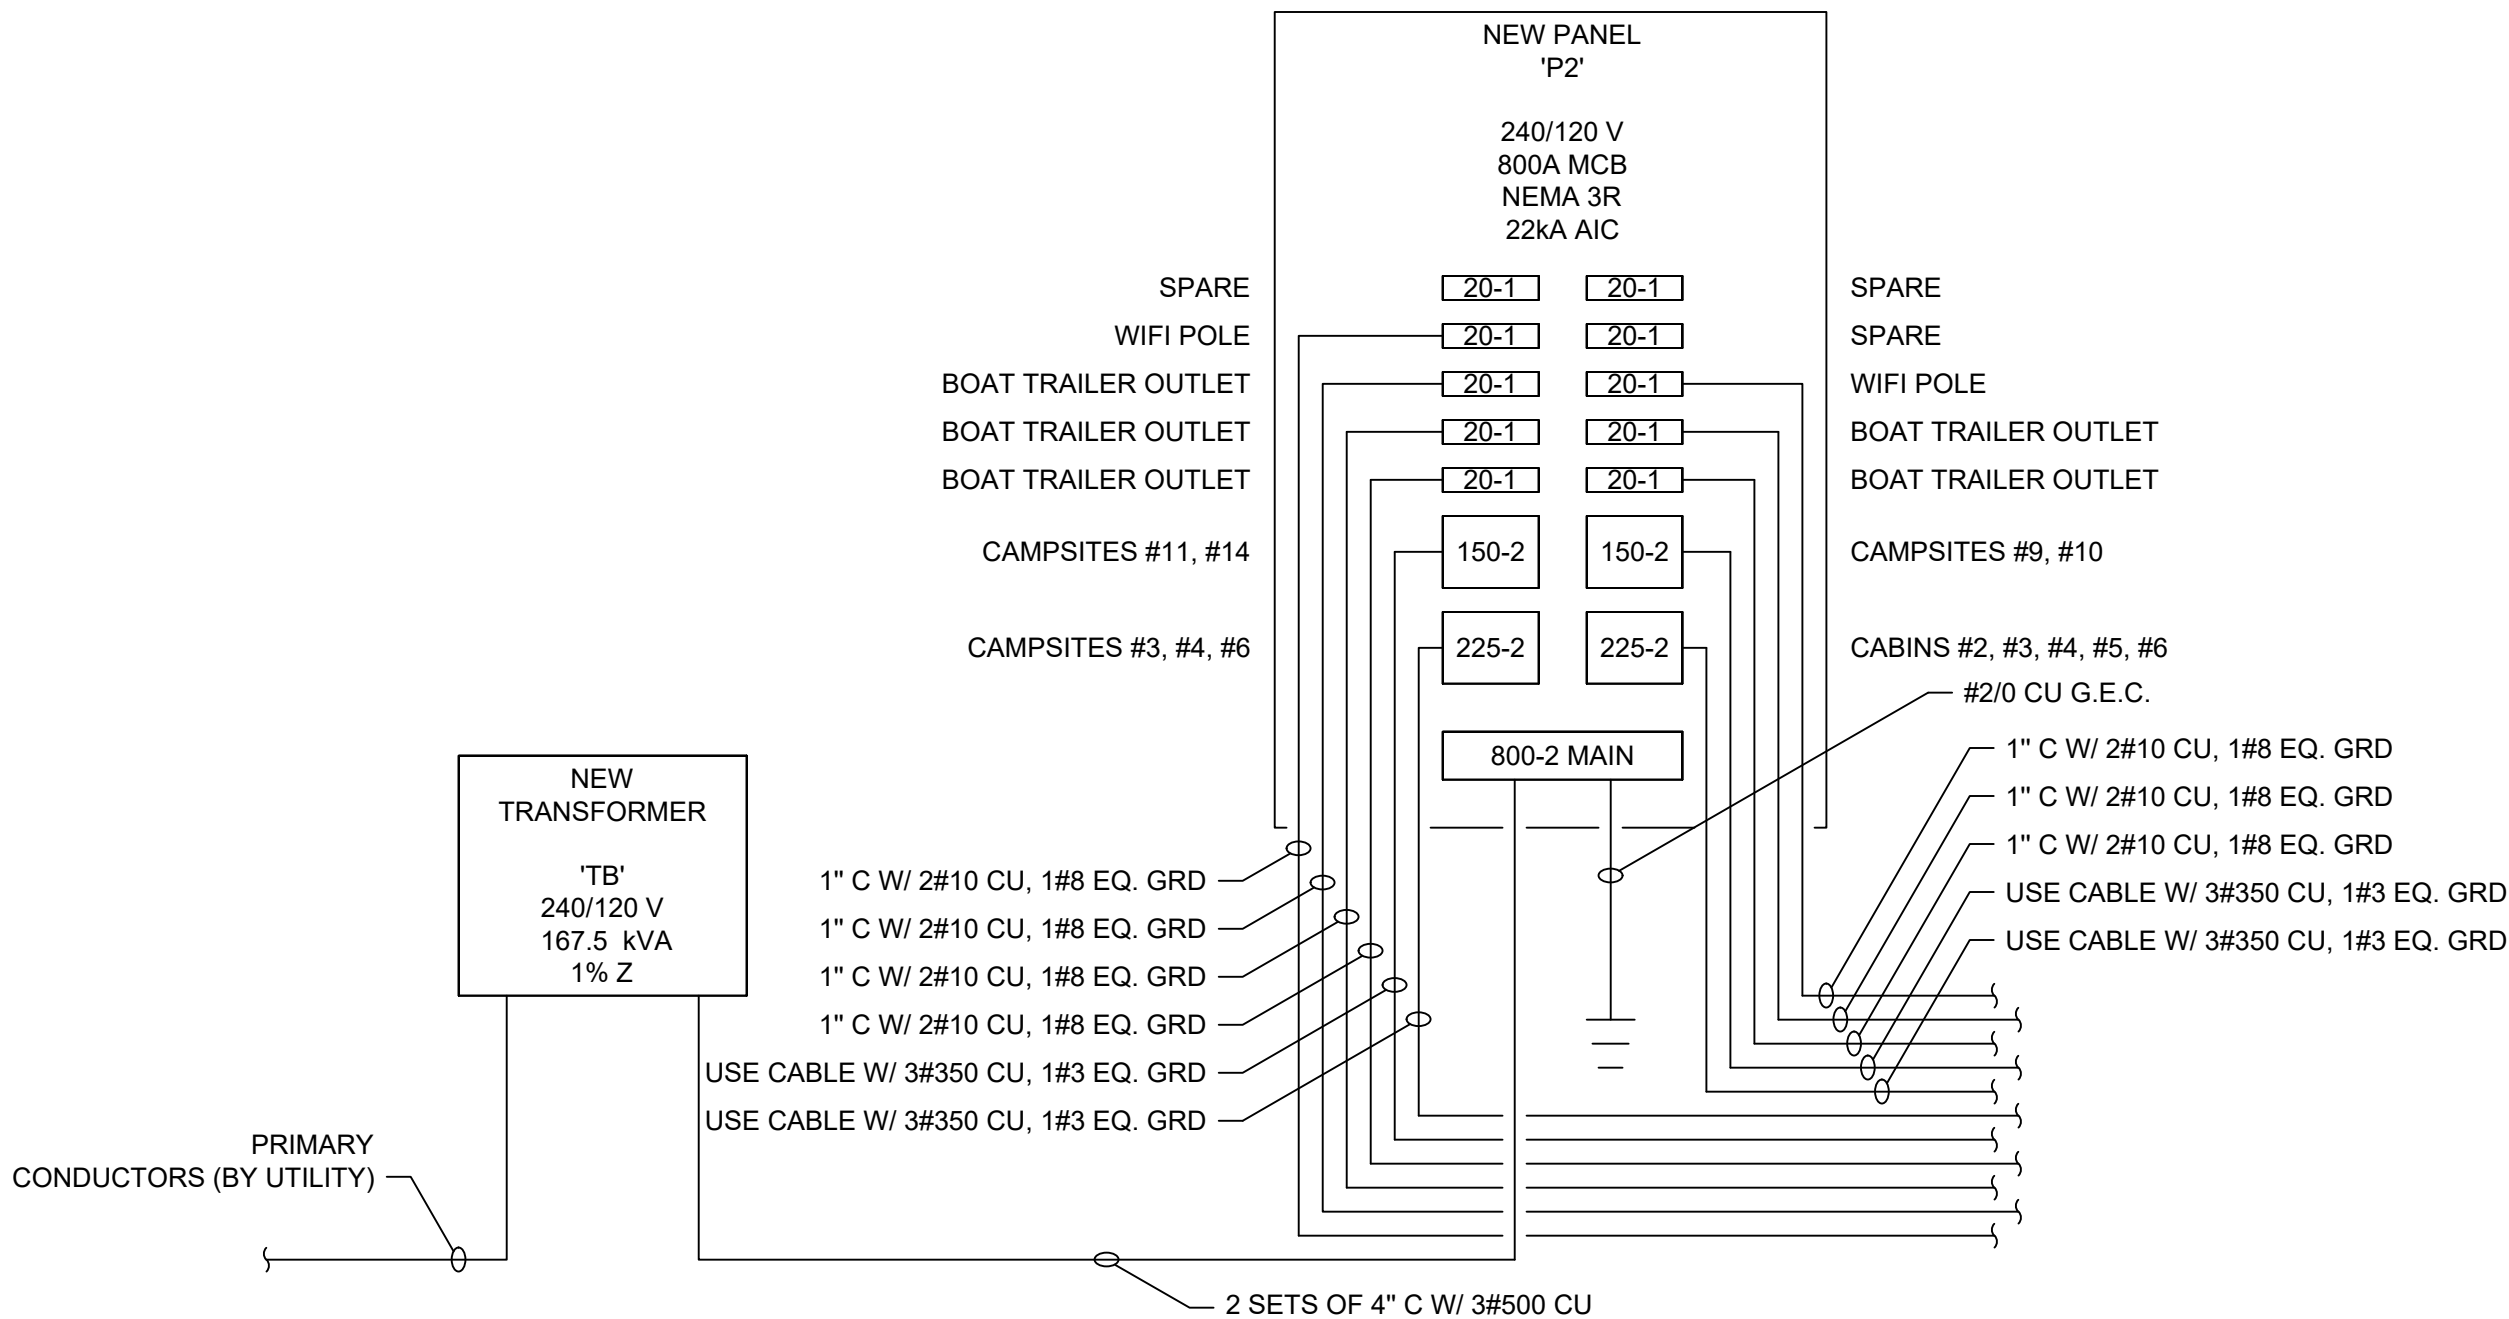 NEW PANEL
'P2'
240/120 V
800A MCB
NEMA 3R
22kA AIC
SPARE
20-1
20-1
SPARE
WIFI POLE
20-1
20-1
SPARE
BOAT TRAILER OUTLET
20-1
20-1
WIFI POLE
BOAT TRAILER OUTLET
20-1
20-1
BOAT TRAILER OUTLET
BOAT TRAILER OUTLET
20-1
20-1
BOAT TRAILER OUTLET
CAMPSITES #11, #14
150-2
150-2
CAMPSITES #9, #10
CAMPSITES #3, #4, #6
225-2
225-2
CABINS #2, #3, #4, #5, #6
#2/0 CU G.E.C.
800-2 MAIN
1" C W/ 2#10 CU, 1#8 EQ. GRD
1" C W/ 2#10 CU, 1#8 EQ. GRD
1" C W/ 2#10 CU, 1#8 EQ. GRD
USE CABLE W/ 3#350 CU, 1#3 EQ. GRD
USE CABLE W/ 3#350 CU, 1#3 EQ. GRD
NEW
TRANSFORMER
'TB'
240/120 V
167.5 kVA
1% Z
1" C W/ 2#10 CU, 1#8 EQ. GRD
1" C W/ 2#10 CU, 1#8 EQ. GRD
1" C W/ 2#10 CU, 1#8 EQ. GRD
1" C W/ 2#10 CU, 1#8 EQ. GRD
USE CABLE W/ 3#350 CU, 1#3 EQ. GRD
USE CABLE W/ 3#350 CU, 1#3 EQ. GRD
PRIMARY
CONDUCTORS (BY UTILITY)
2 SETS OF 4" C W/ 3#500 CU